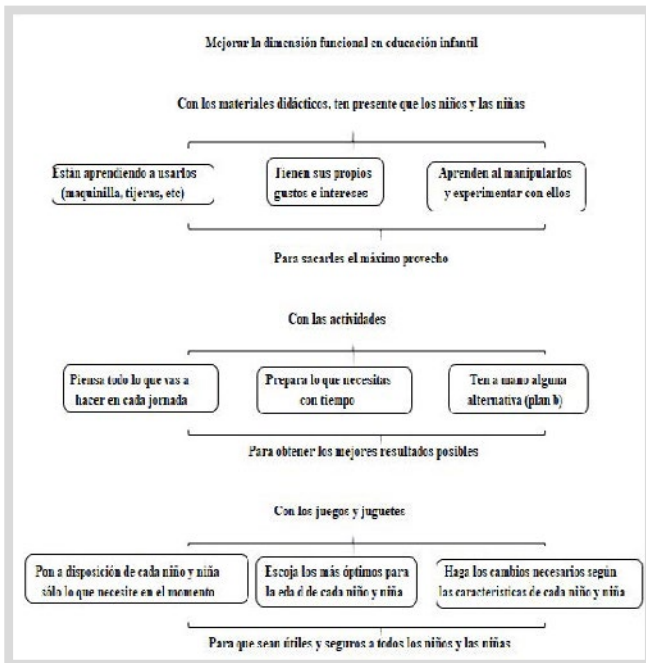 Mejorar la dimensión funcional en educación infantil
Con los materiales didácticos, ten presente que los niños y las niñas
Están aprendiendo a usarlos
(maquinilla, tijeras, etc)
Tienen sus propios
gustos e intereses
Aprenden al manipularlos
y experimentar con ellos
Para sacarles el máximo provecho
Con las actividades
Piensa todo lo que vas a
hacer en cada jornada
Prepara lo que necesitas
con tiempo
Ten a mano alguna
alternativa (plan b)
Para obtener los mejores resultados posibles
Con los juegos y juguetes
Pon a disposición de cada niño y niña
sólo lo que necesite en el momento
Escoja los más óptimos para
la eda d de cada niño y niña
Haga los cambios necesarios según
las características de cada niño y niña
Para que sean útiles y seguros a todos los niños y las niñas